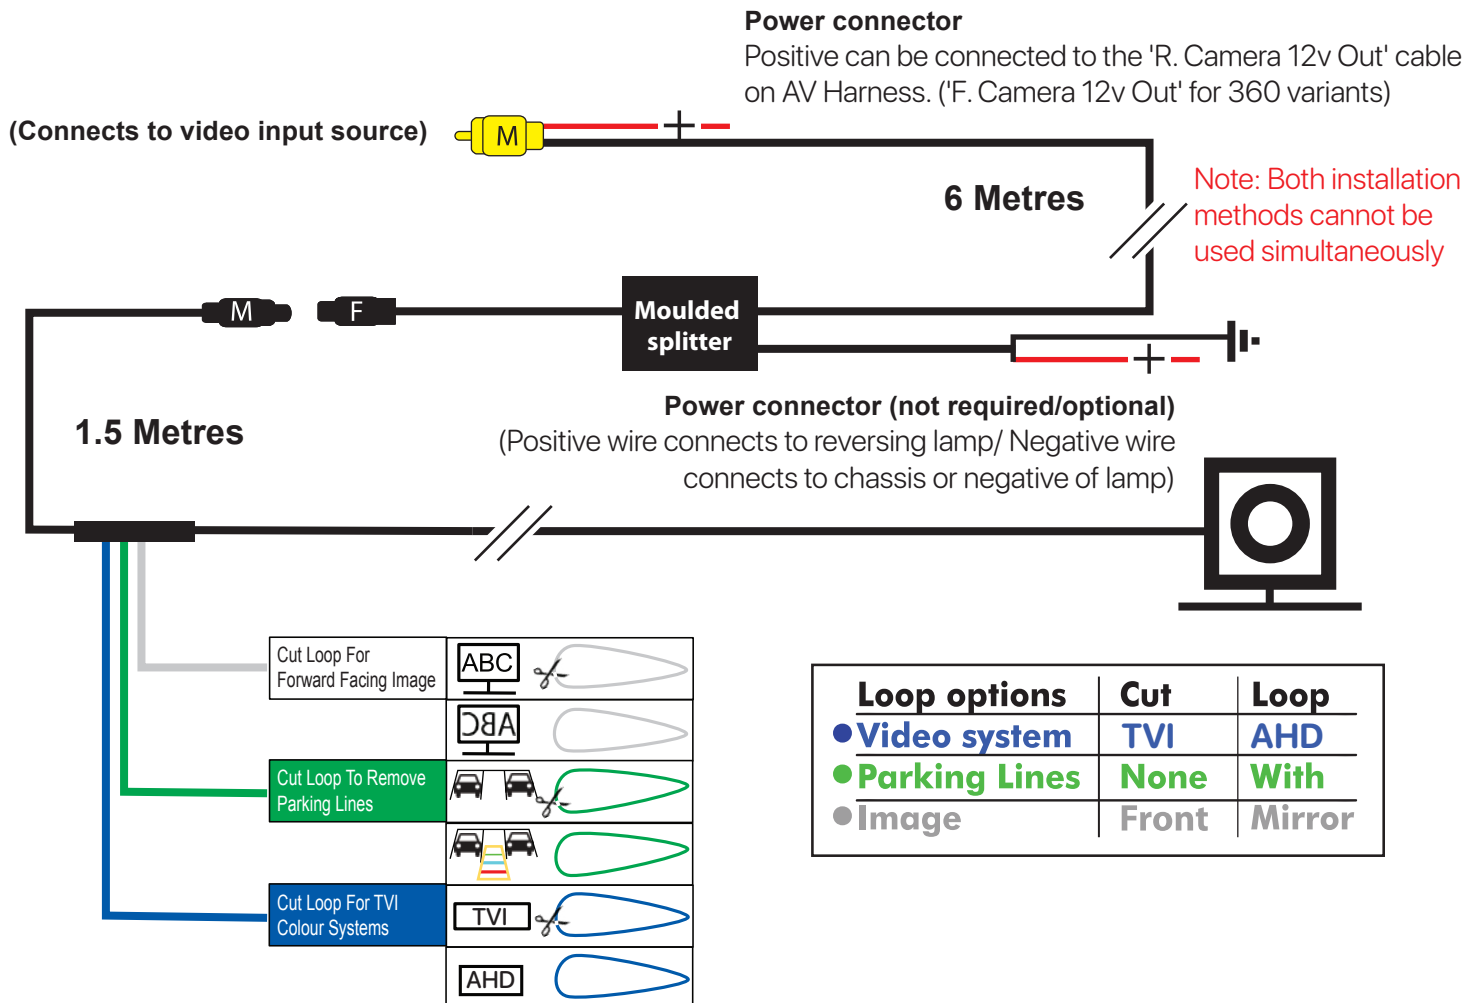 Power connector
Positive can be connected to the 'R. Camera 12v Out' cable
on AV Harness. ('F. Camera 12v Out' for 360 variants)
(Connects to video input source)
M
6 Metres
Note: Both installation
methods cannot be
used simultaneously
M
F
Moulded
splitter
Power connector (not required/optional)
(Positive wire connects to reversing lamp/ Negative wire
connects to chassis or negative of lamp)
1.5 Metres
Cut Loop For
Forward Facing Image
ABC
ABC
Cut Loop To Remove
Parking Lines
Cut Loop For TVI
Colour Systems
TVI
AHD
Loop options Cut Loop
Video system TVI AHD
Parking Lines None With
Image Front Mirror